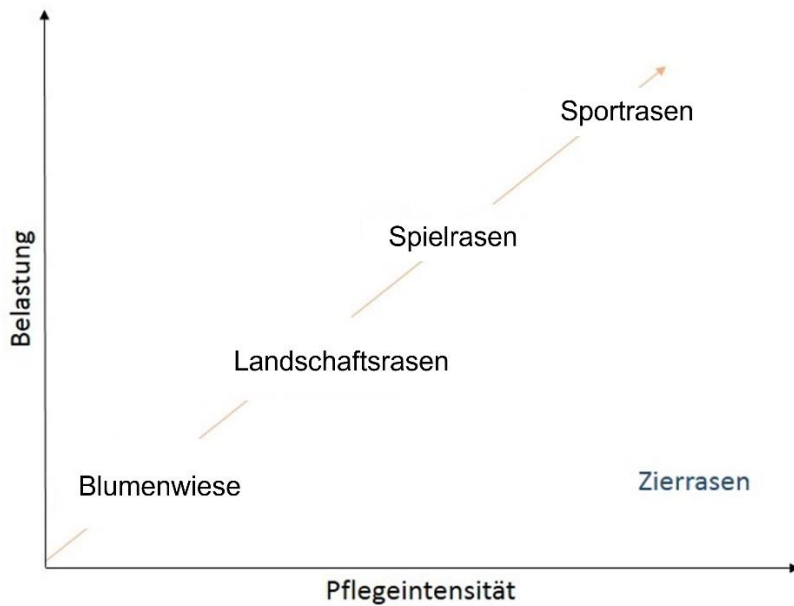 Sportrasen
Spielrasen
Belastung
Landschaftsrasen
Blumenwiese
Zierrasen
Pflegeintensität